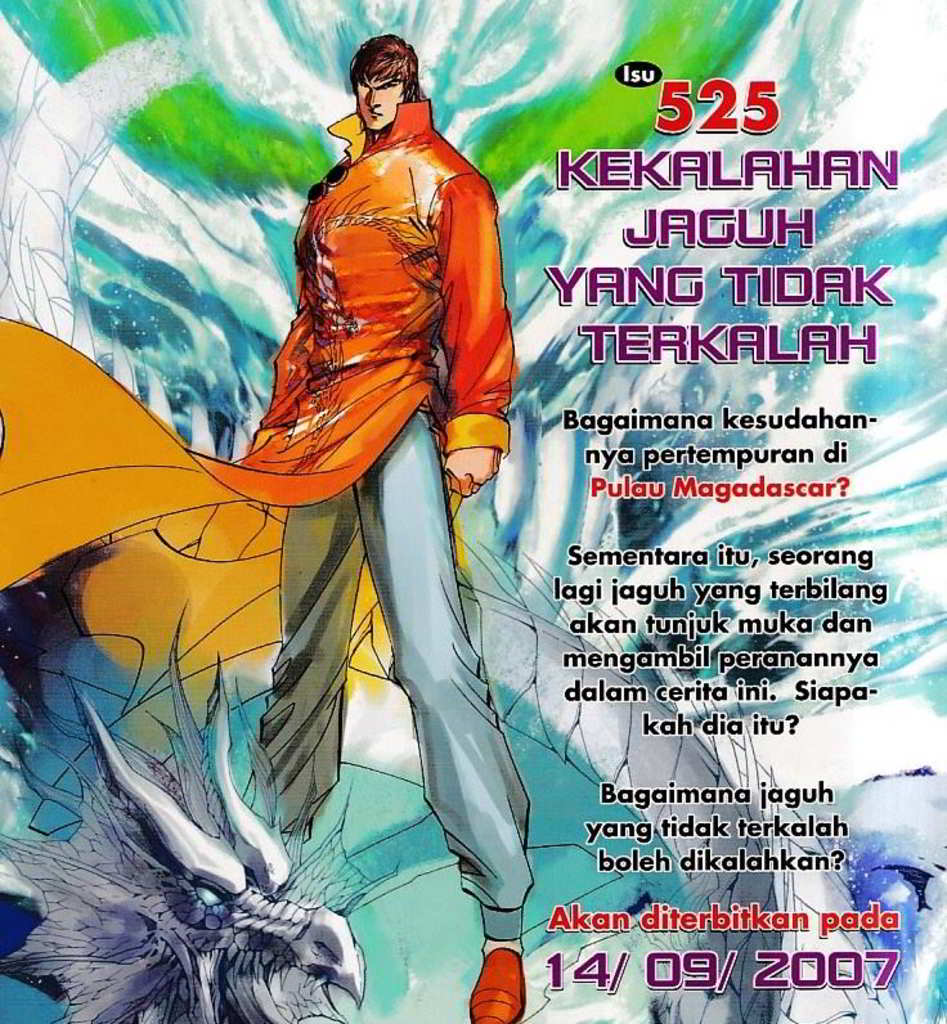 Isu
525
KEKALAHAN
JAGUH
YANG TIDAK
TERKALAH
Bagaimana kesudahan-
nya pertempuran di
Pulau Magadascar?
Sementara itu, seorang
lagi jaguh yang terbilang
akan tunjuk muka dan
mengambil peranannya
dalam cerita ini. Siapa-
kah dia itu?
Bagaimana jaguh
yang tidak terkalah
boleh dikalahkan?
Akan diterbitkan pada
14/ 09/ 2007